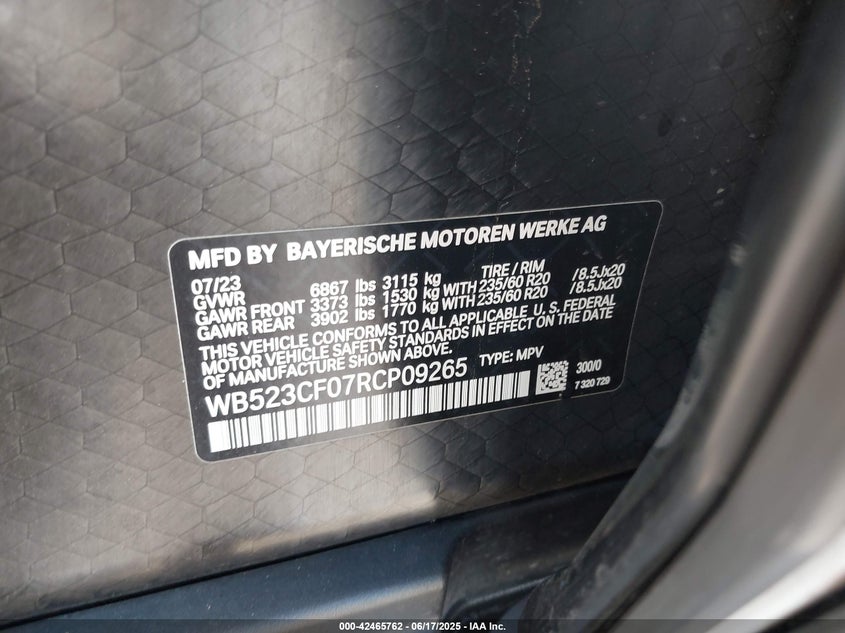 MFD BY BAYERISCHE MOTOREN WERKE AG
07/23 TIRE / RIM
GVWR 6867 lbs 3115 kg
GAWR FRONT 3373 lbs 1530 kg WITH 235/60 R20 /8.5Jx20
GAWR REAR 3902 lbs 1770 kg WITH 235/60 R20 /8.5Jx20
THIS VEHICLE CONFORMS TO ALL APPLICABLE U. S. FEDERAL
MOTOR VEHICLE SAFETY STANDARDS IN EFFECT ON THE DATE
OF MANUFACTURE SHOWN ABOVE.
WB523CF07RCP09265 TYPE: MPV
300/0
7 320 729
000-42465762 - 06/17/2025 - IAA Inc.